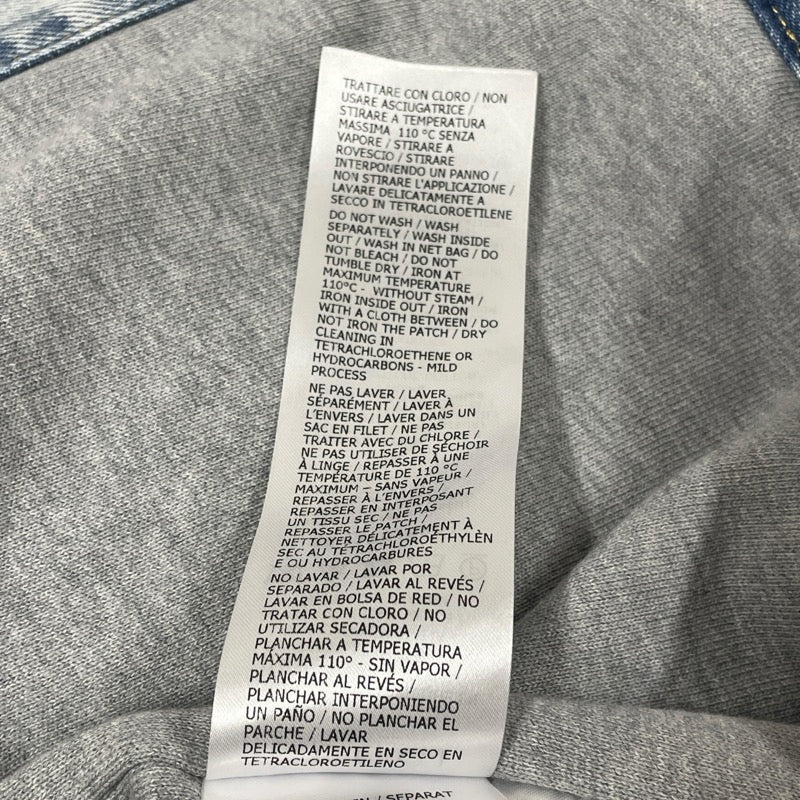 TRATTARE CON CLORO / NON
USARE ASCIUGATRICE /
STIRARE A TEMPERATURA
MASSIMA 110 °C SENZA
VAPORE / STIRARE A
ROVESCIO / STIRARE
INTERPONENDO UN PANNO /
NON STIRARE L'APPLICAZIONE /
LAVARE DELICATAMENTE A
SECCO IN TETRACLOROETILENE
DO NOT WASH / WASH
SEPARATELY / WASH INSIDE
OUT / WASH IN NET BAG / DO
NOT BLEACH / DO NOT
TUMBLE DRY / IRON AT
MAXIMUM TEMPERATURE
110°C - WITHOUT STEAM /
IRON INSIDE OUT / IRON
WITH A CLOTH BETWEEN / DO
NOT IRON THE PATCH / DRY
CLEANING IN
TETRACHLOROETHENE OR
HYDROCARBONS - MILD
PROCESS
NE PAS LAVER / LAVER
SÉPARÉMENT / LAVER À
L'ENVERS / LAVER DANS UN
SAC EN FILET / NE PAS
TRAITER AVEC DU CHLORE /
NE PAS UTILISER DE SÉCHOIR
À LINGE / REPASSER À UNE
TEMPÉRATURE DE 110 °C
MAXIMUM – SANS VAPEUR /
REPASSER À L'ENVERS /
REPASSER EN INTERPOSANT
UN TISSU SEC / NE PAS
REPASSER LE PATCH /
NETTOYER DÉLICATEMENT À
SEC AU TÉTRACHLOROÉTHYLÈN
E OU HYDROCARBURES
NO LAVAR / LAVAR POR
SEPARADO / LAVAR AL REVÉS /
LAVAR EN BOLSA DE RED / NO
TRATAR CON CLORO / NO
UTILIZAR SECADORA /
PLANCHAR A TEMPERATURA
MÁXIMA 110° - SIN VAPOR /
PLANCHAR AL REVÉS /
PLANCHAR INTERPONIENDO
UN PAÑO / NO PLANCHAR EL
PARCHE / LAVAR
DELICADAMENTE EN SECO EN
TETRACLOROETILENO
/ SEPARAT